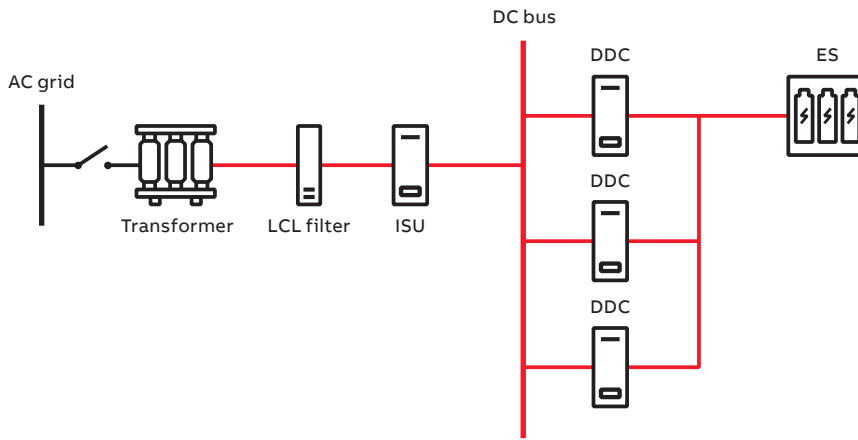 DC bus
DDC
ES
AC grid
Transformer
LCL filter
ISU
DDC
DDC